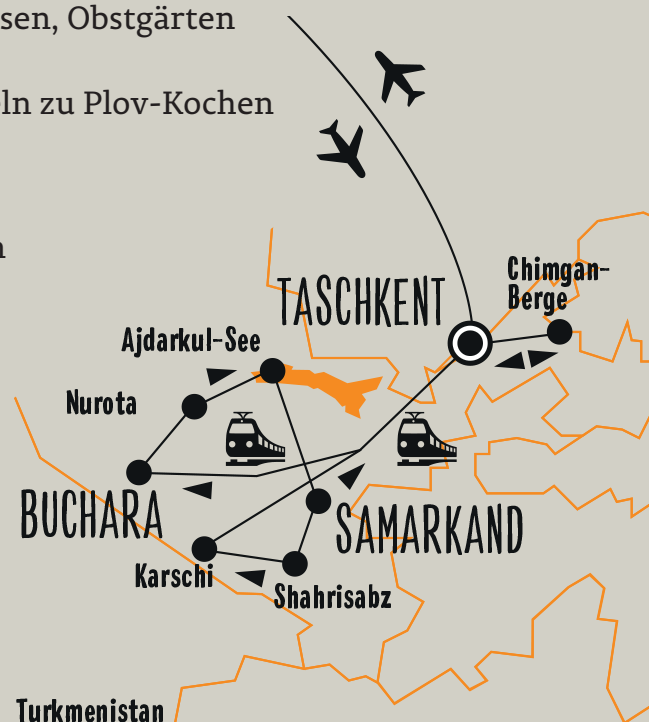 sen, Obstgärten
ln zu Plov-Kochen
n
Chimgan-
Berge
TASCHKENT
Ajdarkul-See
Nurota
BUCHARA
SAMARKAND
Karschi
Shahrisabz
Turkmenistan